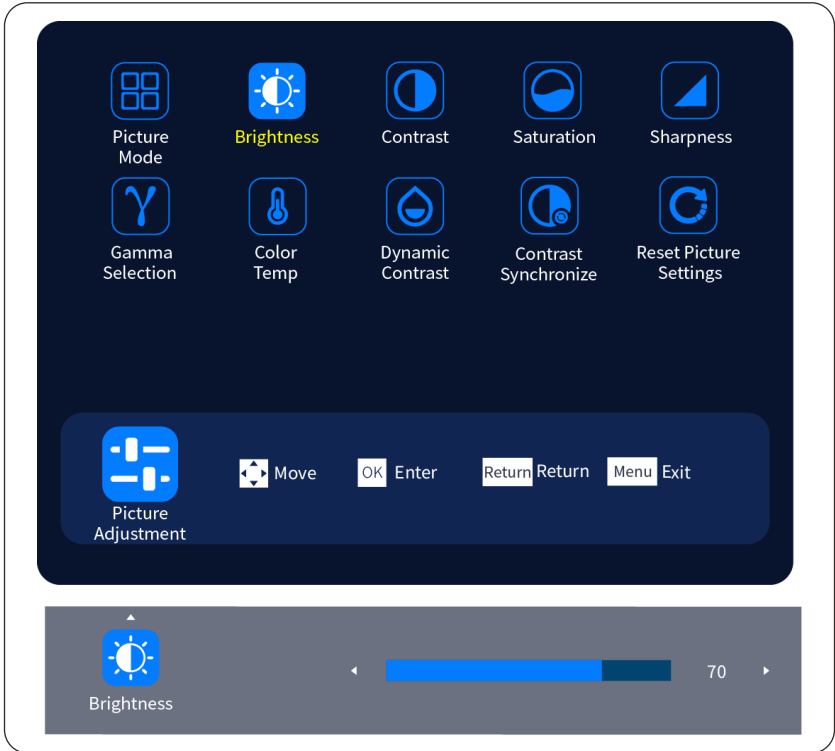 Picture
Mode
Brightness
Contrast
Saturation
Sharpness
γ
Gamma
Selection
Color
Temp
Dynamic
Contrast
Contrast
Synchronize
Reset Picture
Settings
Picture
Adjustment
Move
OK Enter
Return Return
Menu Exit
Brightness
70